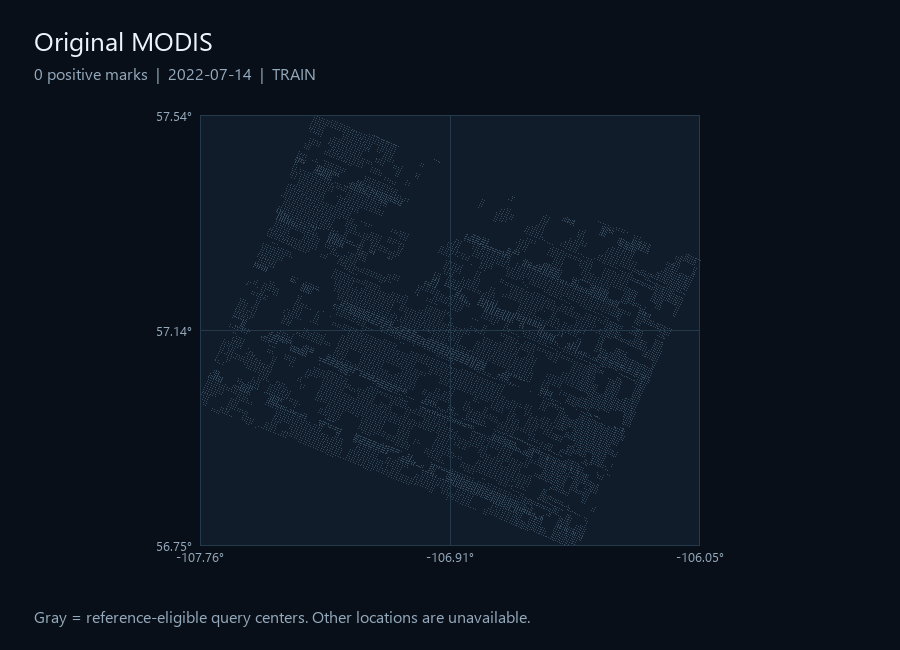 Original MODIS
0 positive marks | 2022-07-14 | TRAIN
57.54°
57.14°
56.75°
-107.76°
-106.91°
-106.05°
Gray = reference-eligible query centers. Other locations are unavailable.